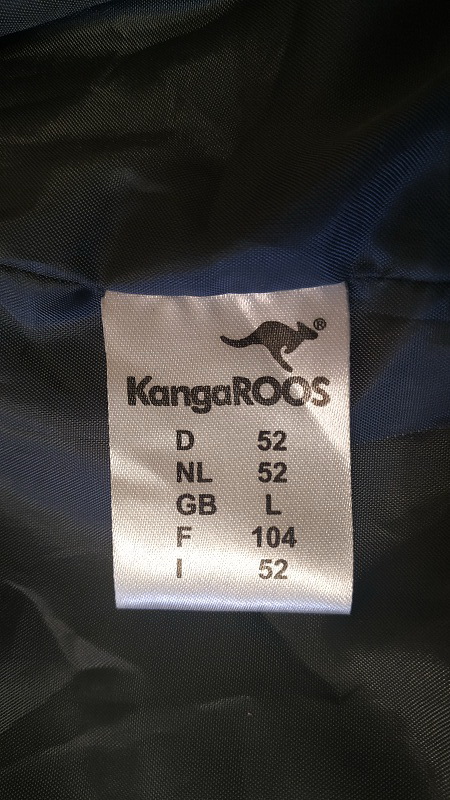 ®
KangaROOS
D 52
NL 52
GB L
F 104
I 52